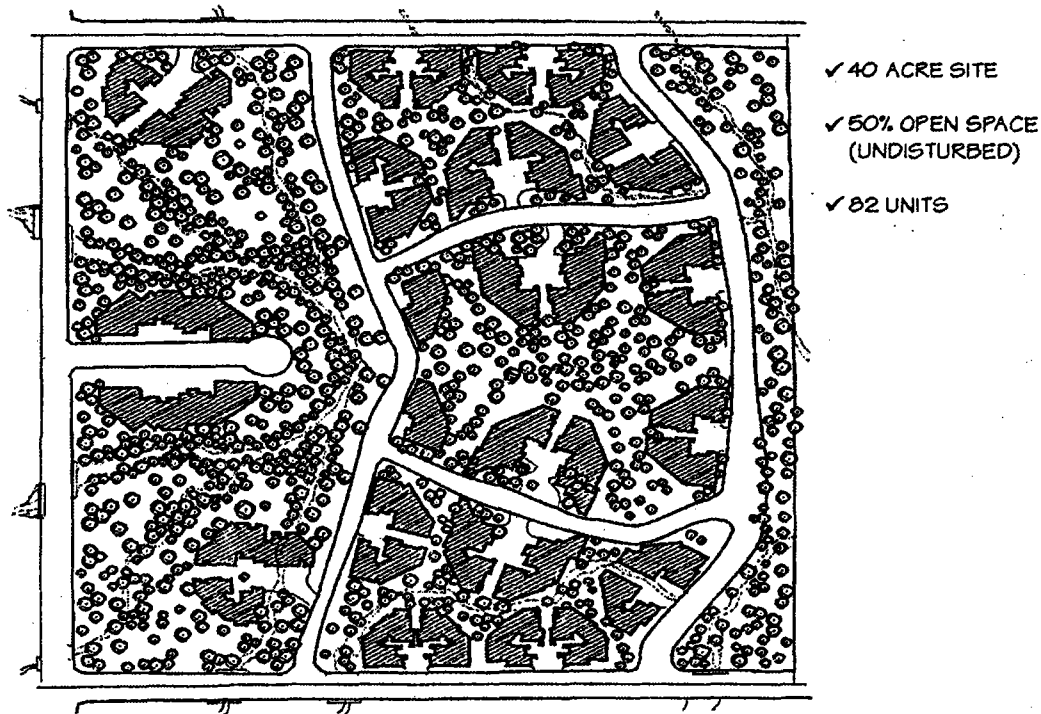 ✓ 40 ACRE SITE
✓ 50% OPEN SPACE
(UNDISTURBED)
✓ 82 UNITS